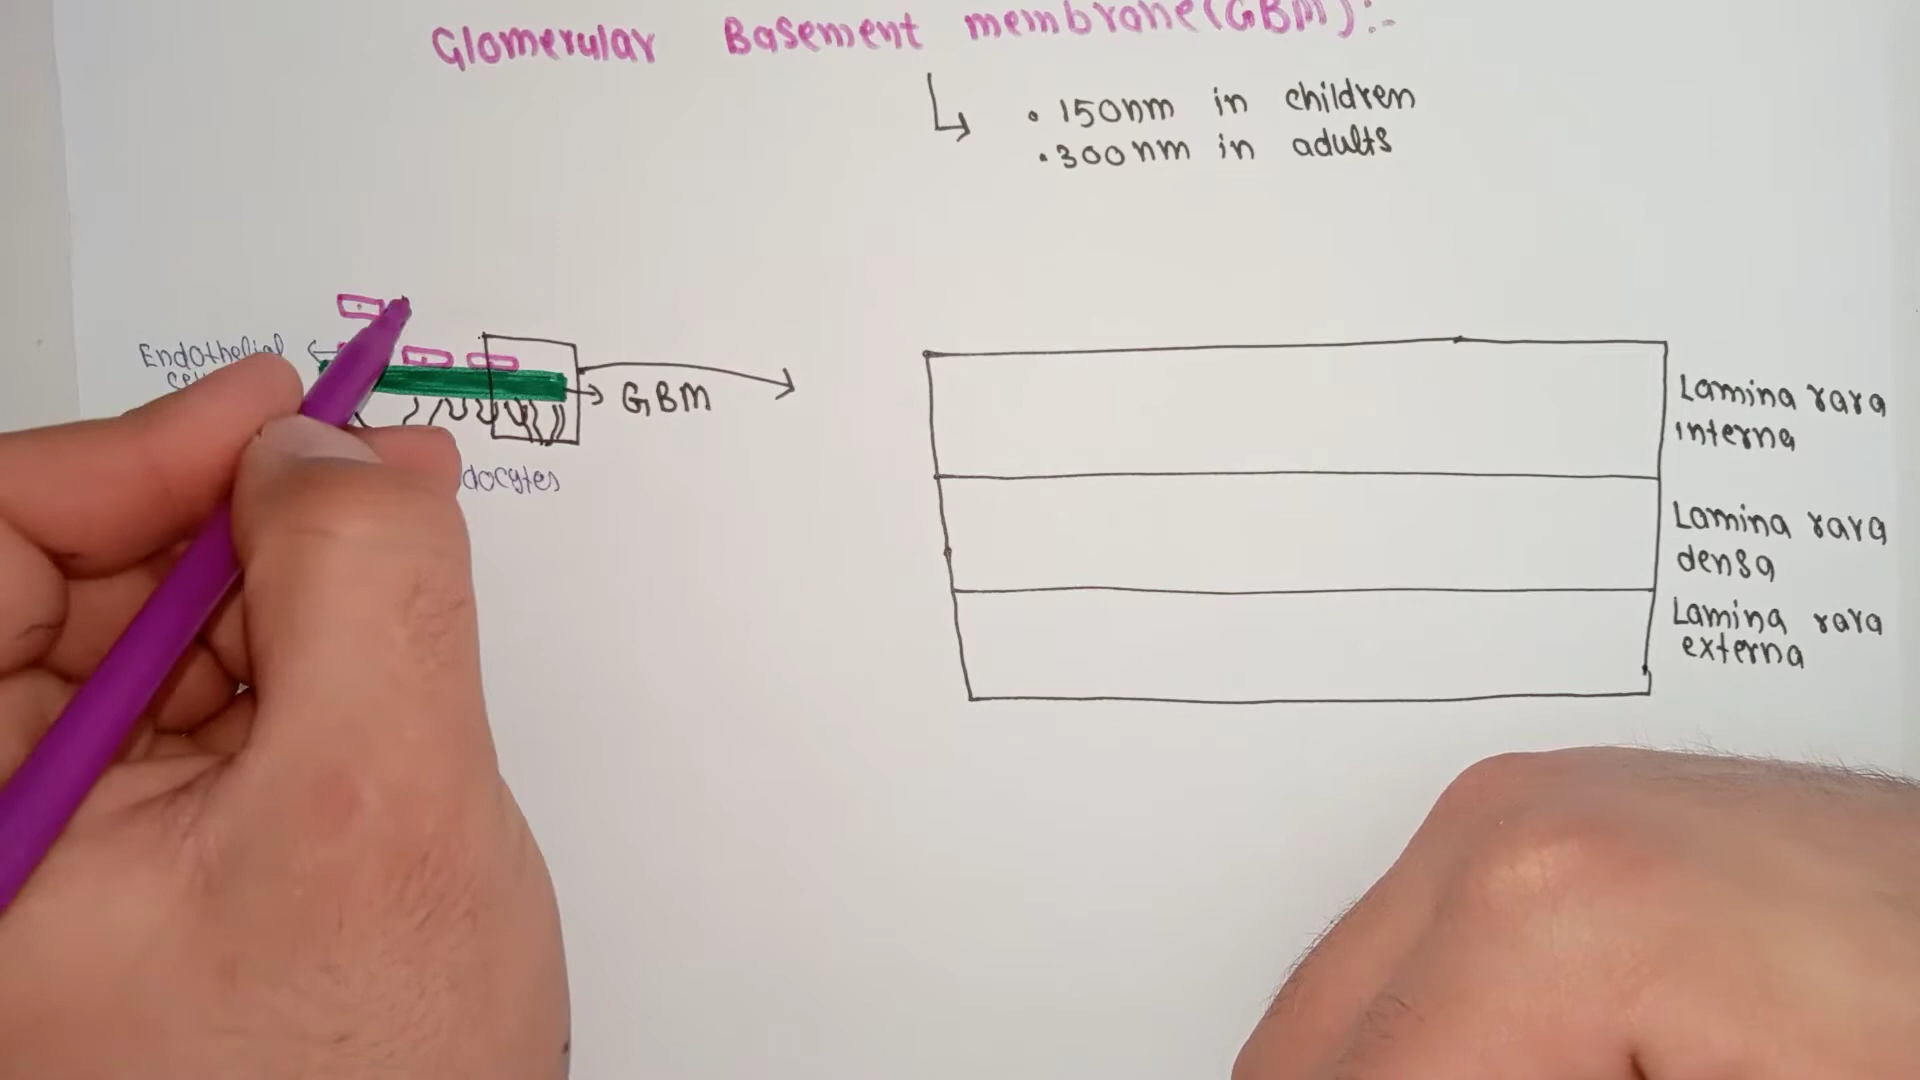 Glomerular Basement membrane(GBM):-
• 150nm in children
• 300nm in adults
Endothelial
GBM
Lamina rara
interna
Lamina rara
densa
Lamina rara
externa